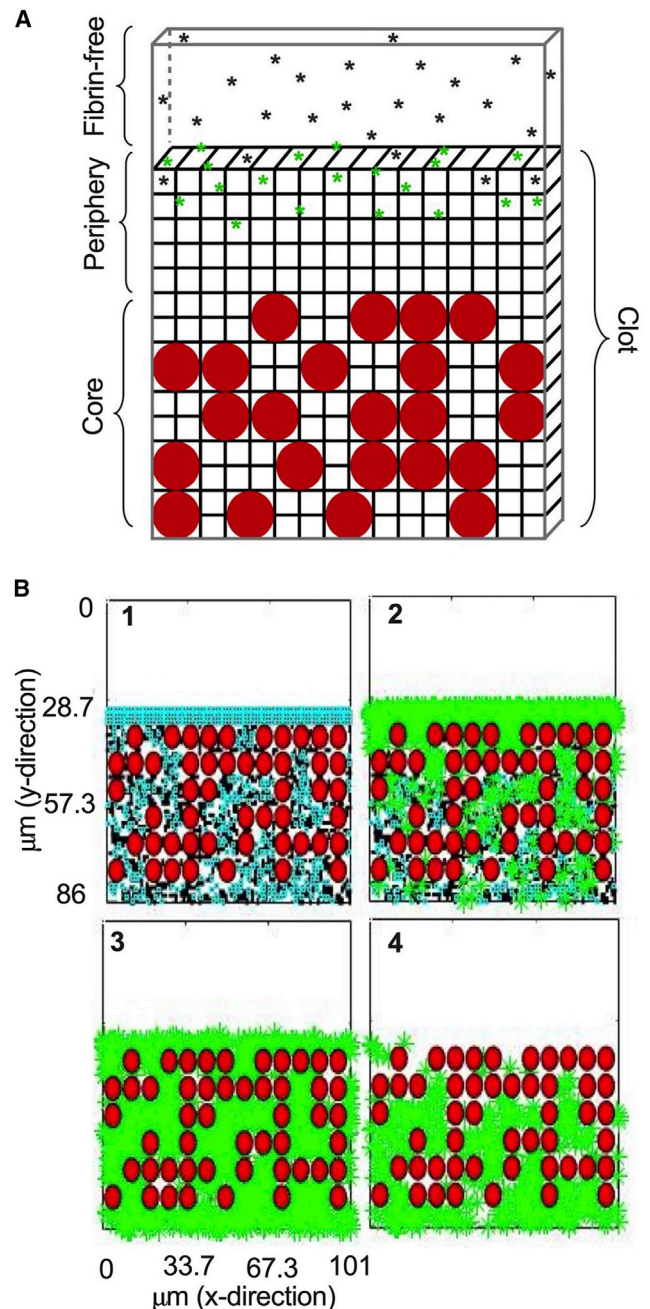 A
Fibrin-free
Periphery
Core
Clot
B
1
2
3
4
0
28.7
57.3
86
µm (y-direction)
0 33.7 67.3 101
µm (x-direction)